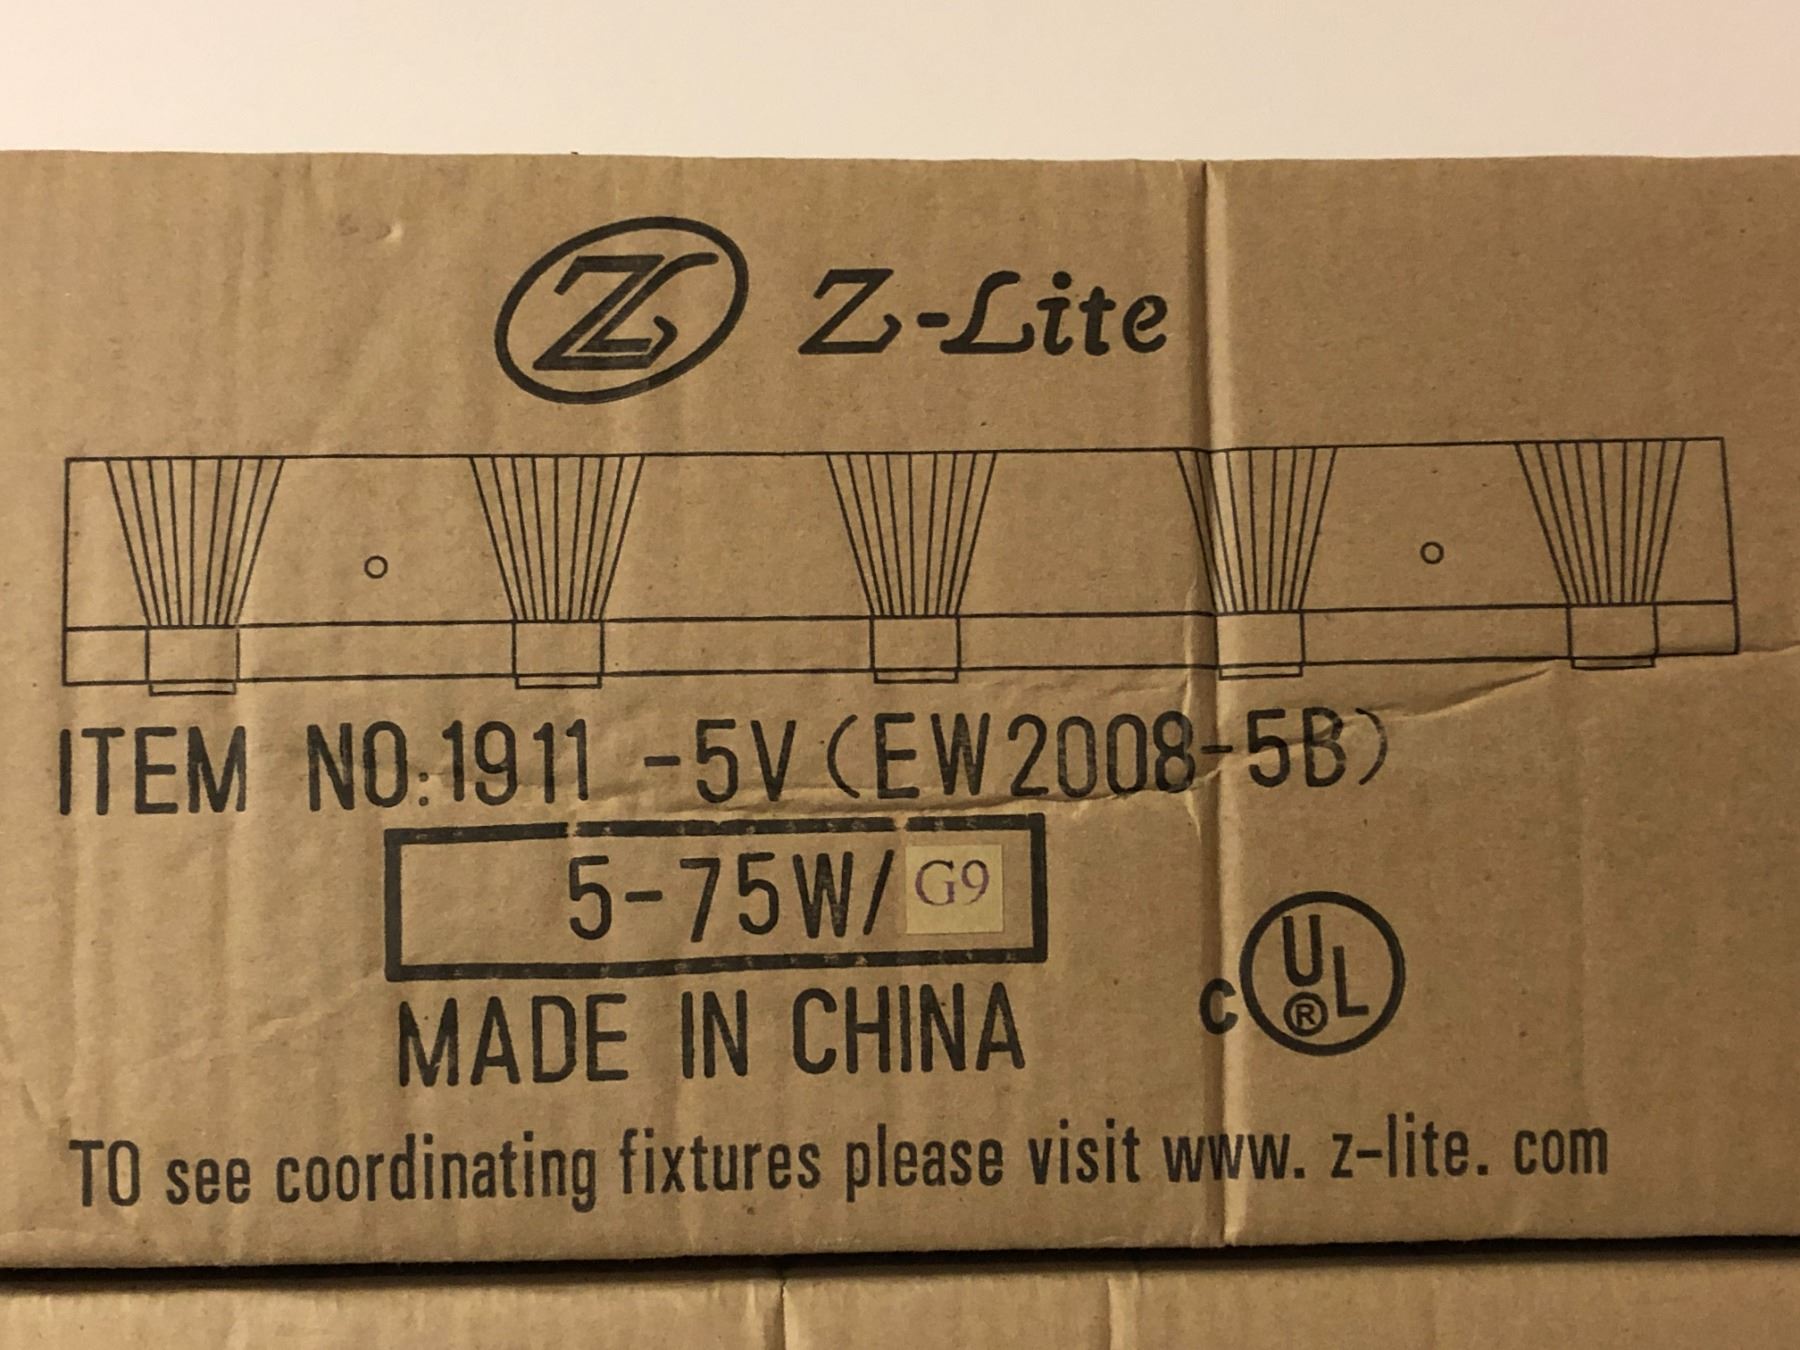 Z-Lite
ITEM NO:1911 -5V(EW2008-5B)
5-75W/G9
MADE IN CHINA
c UL ®
TO see coordinating fixtures please visit www. z-lite. com